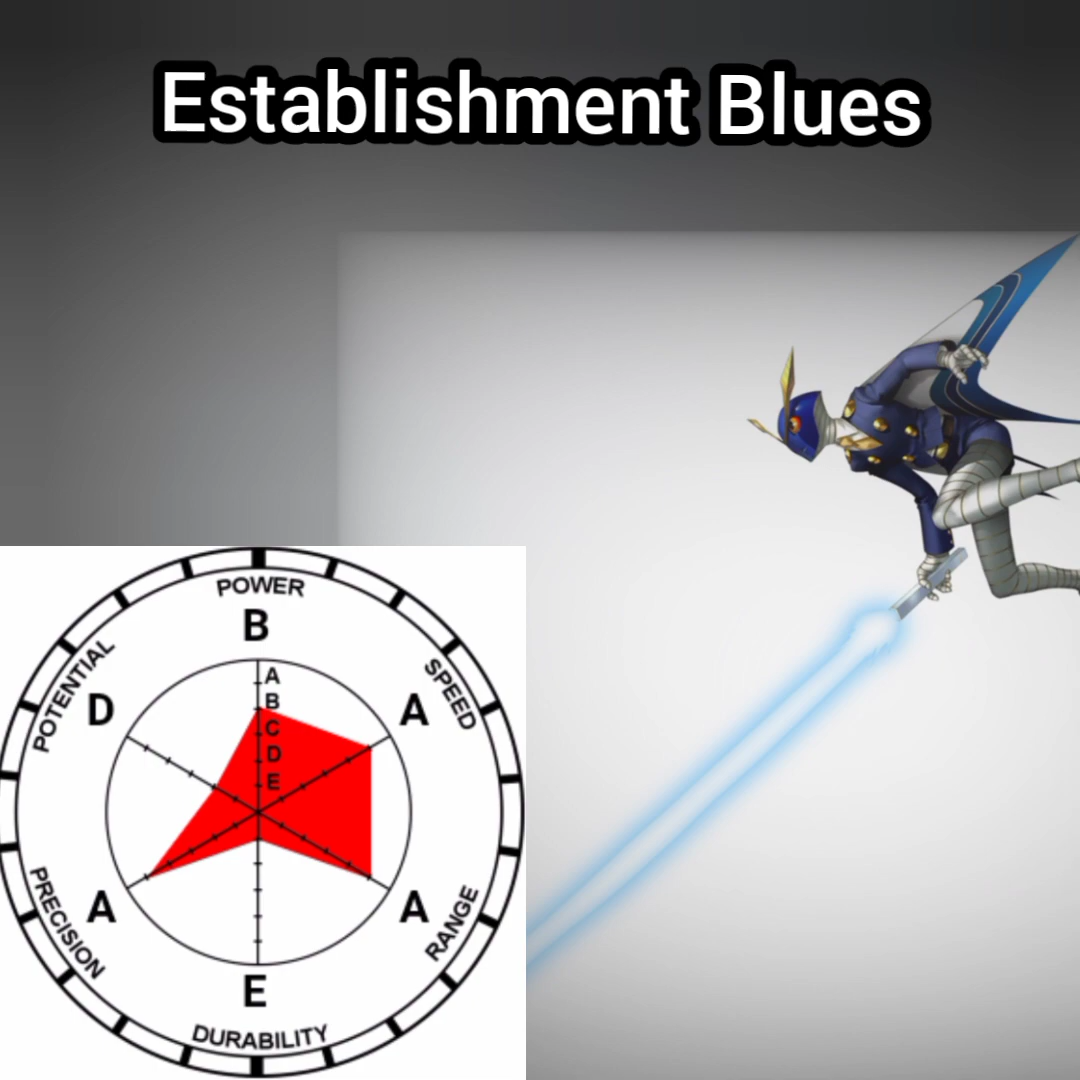 Establishment Blues
POWER
B
A
B
C
D
E
SPEED
A
RANGE
A
DURABILITY
E
PRECISION
A
POTENTIAL
D